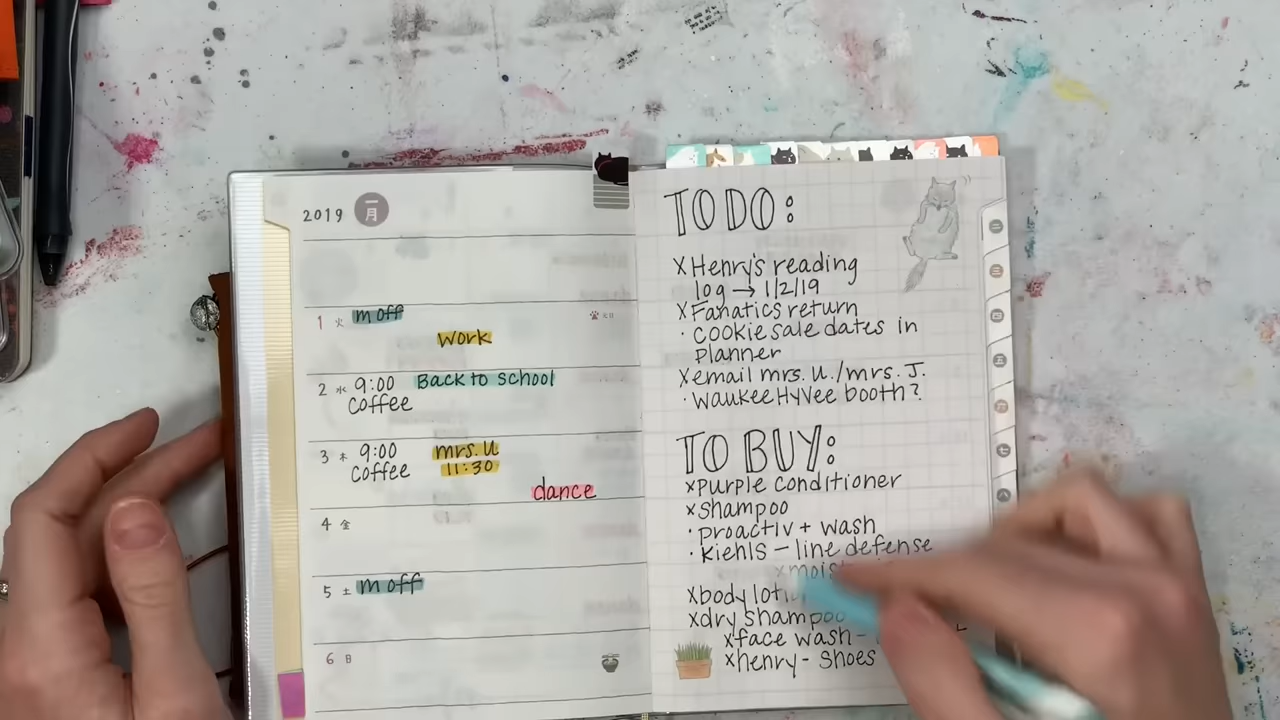 2019 一月
1 火 m off
work
2 水 9:00 Back to school
coffee
3 木 9:00 mrs. u
coffee 11:30
dance
4 金
5 土 m off
6 日
TO DO:
x Henry's reading
log → 1/2/19
x Fanatics return
· cookie sale dates in
planner
x email mrs. u./mrs. J.
· waukee HyVee booth?
TO BUY:
x purple conditioner
x shampoo
· proactiv + wash
· kiehls - line defense
x body
x dry shampoo
x face wash -
x henry - shoes